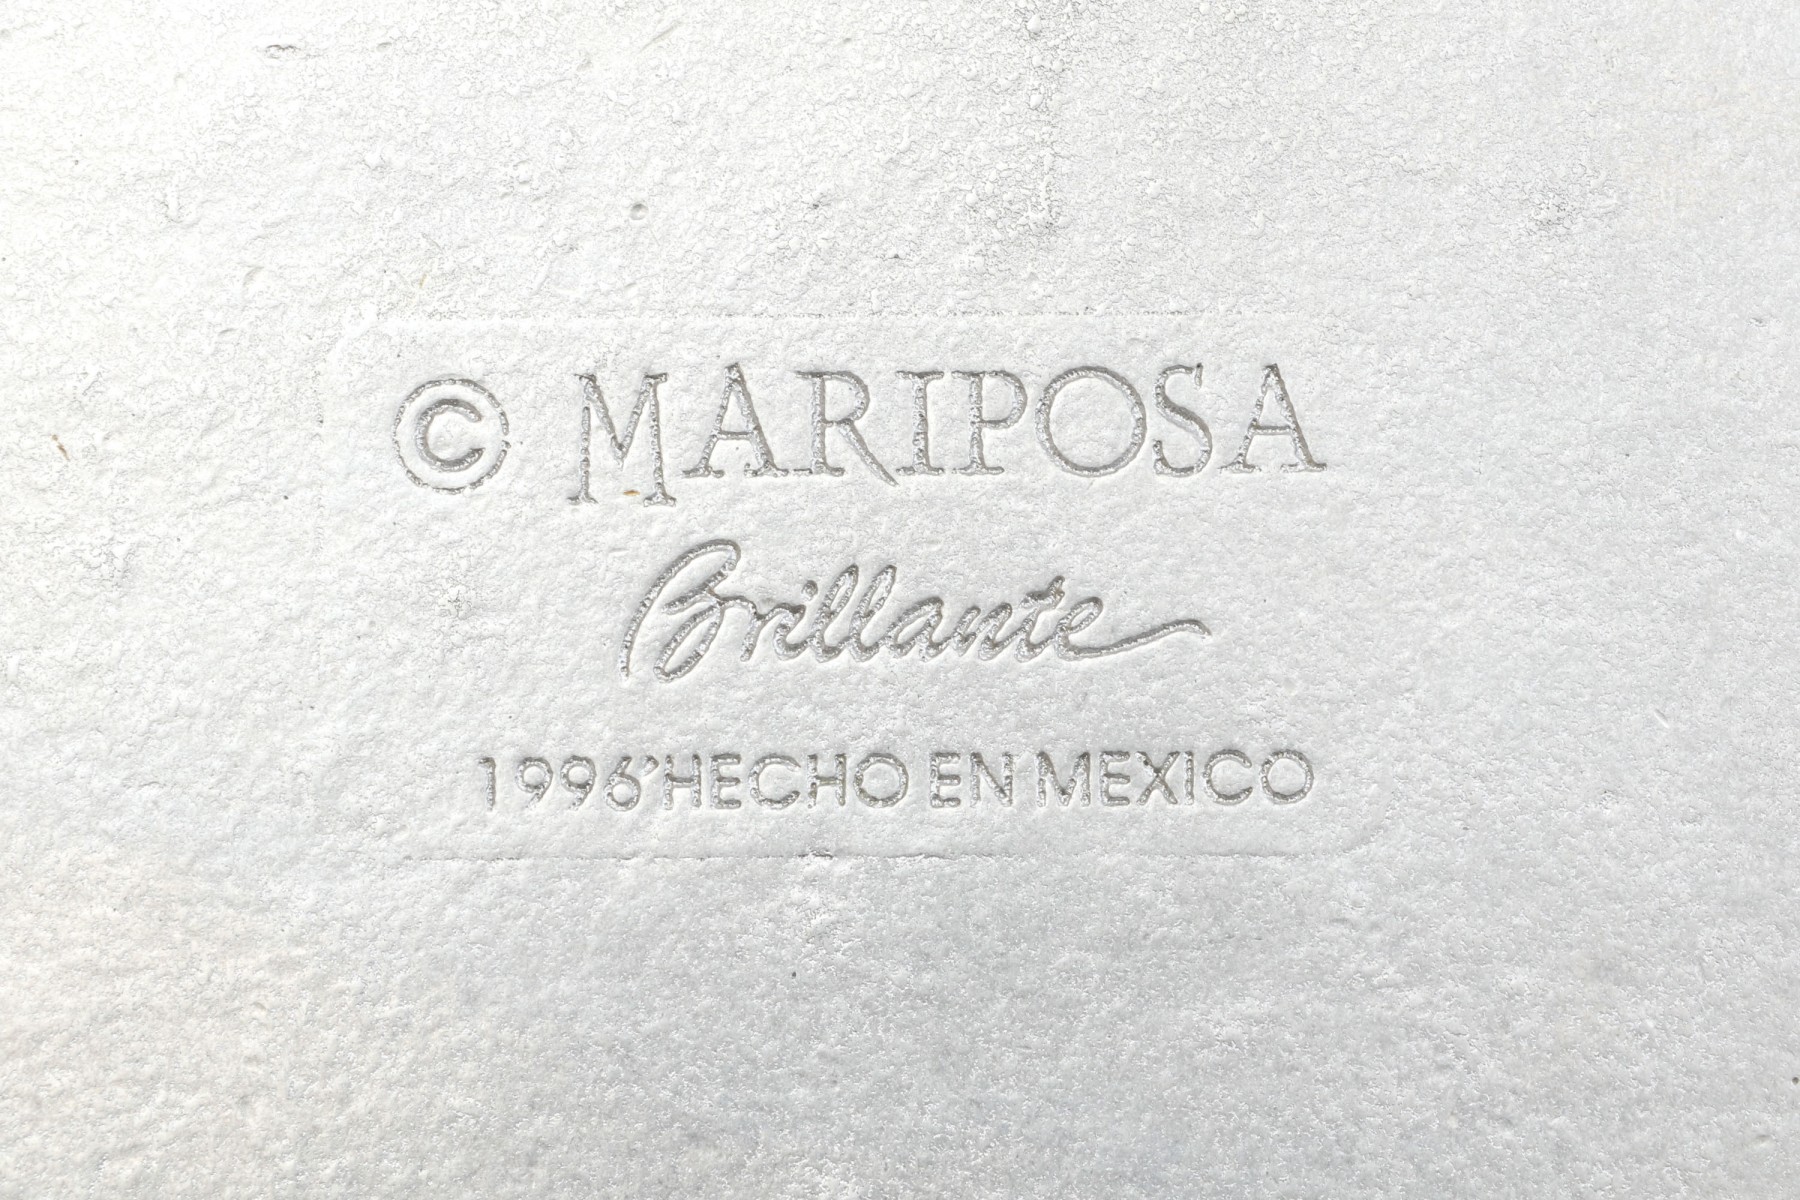 © MARIPOSA
Brillante
1996'HECHO EN MEXICO